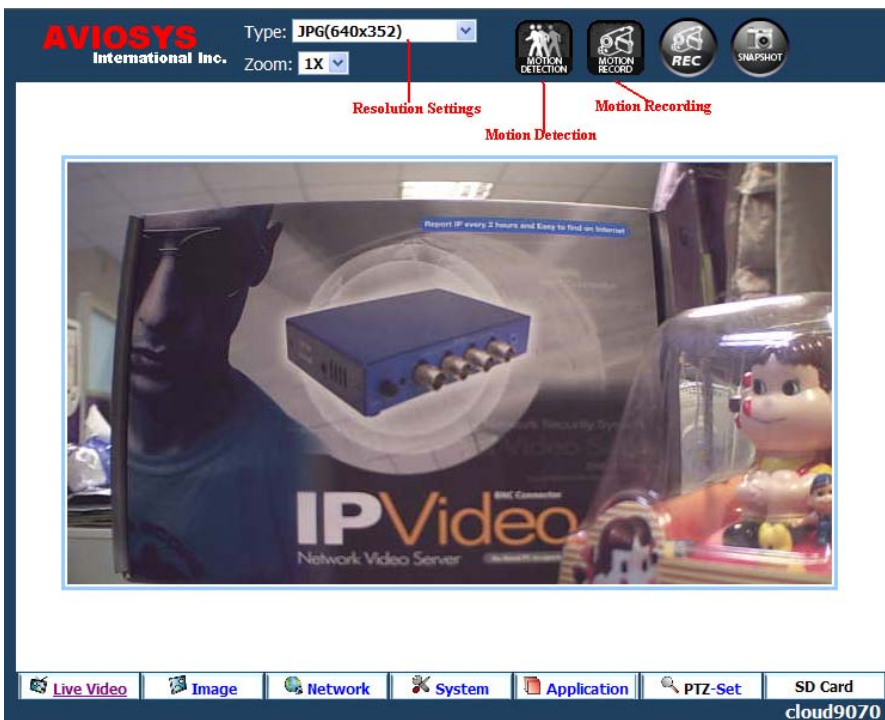 AVIOSYS
International Inc.
Type: JPG(640x352)
Zoom: 1X
MOTION DETECTION
MOTION RECORD
REC
SNAPSHOT
Resolution Settings
Motion Recording
Motion Detection
Report IP every 2 hours and Easy to find on Internet
BNC Connector
IPVideo
Network Video Server
Live Video
Image
Network
System
Application
PTZ-Set
SD Card
cloud9070